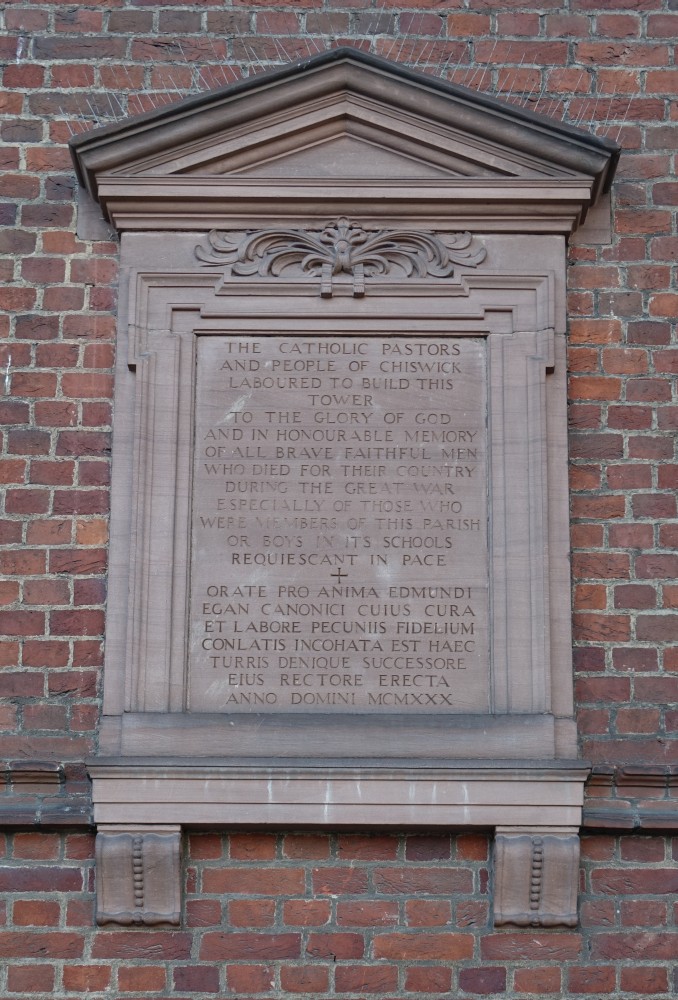 THE CATHOLIC PASTORS
AND PEOPLE OF CHISWICK
LABOURED TO BUILD THIS
TOWER
TO THE GLORY OF GOD
AND IN HONOURABLE MEMORY
OF ALL BRAVE FAITHFUL MEN
WHO DIED FOR THEIR COUNTRY
DURING THE GREAT WAR
ESPECIALLY OF THOSE WHO
WERE MEMBERS OF THIS PARISH
OR BOYS IN ITS SCHOOLS
REQUIESCANT IN PACE
ORATE PRO ANIMA EDMUNDI
EGAN CANONICI CUIUS CURA
ET LABORE PECUNIIS FIDELIUM
CONLATIS INCOHATA EST HAEC
TURRIS DENIQUE SUCCESSORE
EIUS RECTORE ERECTA
ANNO DOMINI MCMXXX